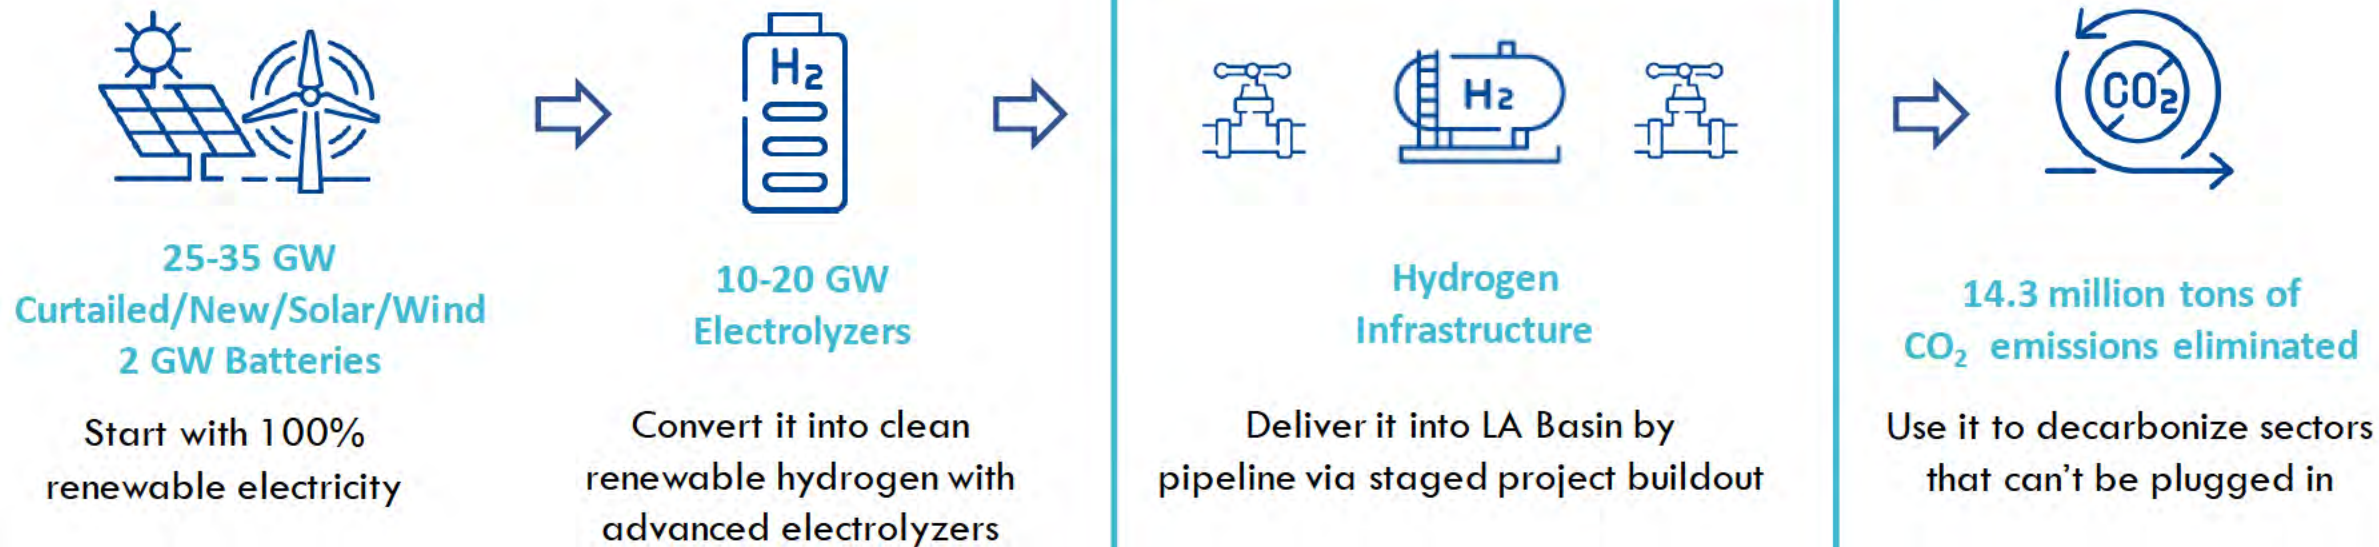 25-35 GW
Curtailed/New/Solar/Wind
2 GW Batteries
Start with 100%
renewable electricity
H2
10-20 GW
Electrolyzers
Convert it into clean
renewable hydrogen with
advanced electrolyzers
H2
Hydrogen
Infrastructure
Deliver it into LA Basin by
pipeline via staged project buildout
CO2
14.3 million tons of
CO₂ emissions eliminated
Use it to decarbonize sectors
that can't be plugged in